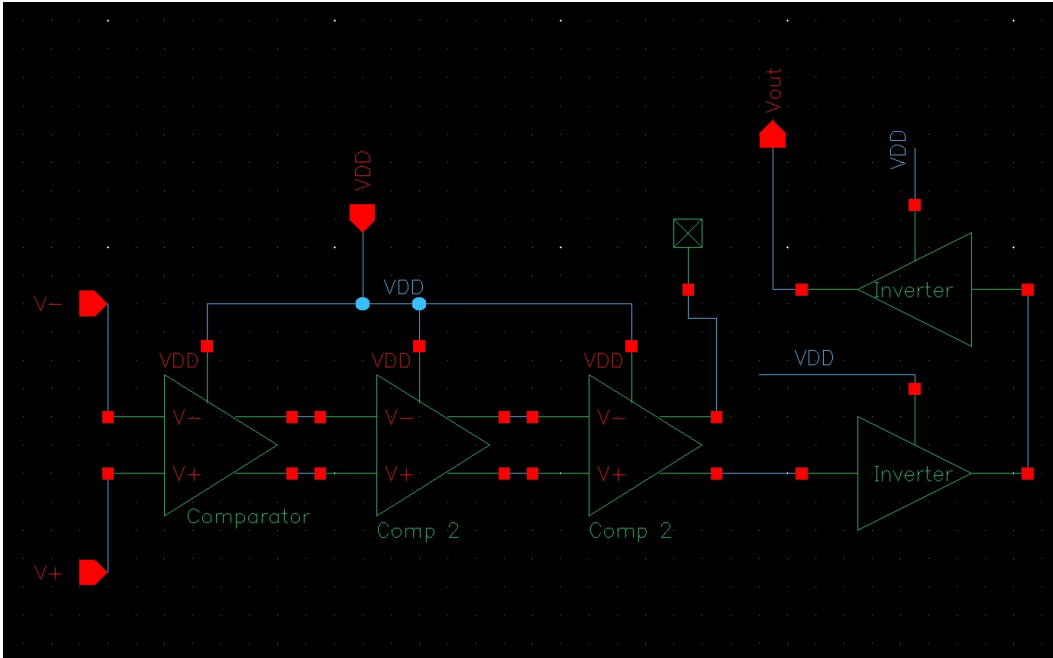 Vout
VDD
VDD
V-
VDD
Inverter
VDD
VDD
VDD
VDD
V-
V-
V-
V+
V+
V+
Inverter
Comparator
Comp 2
Comp 2
V+